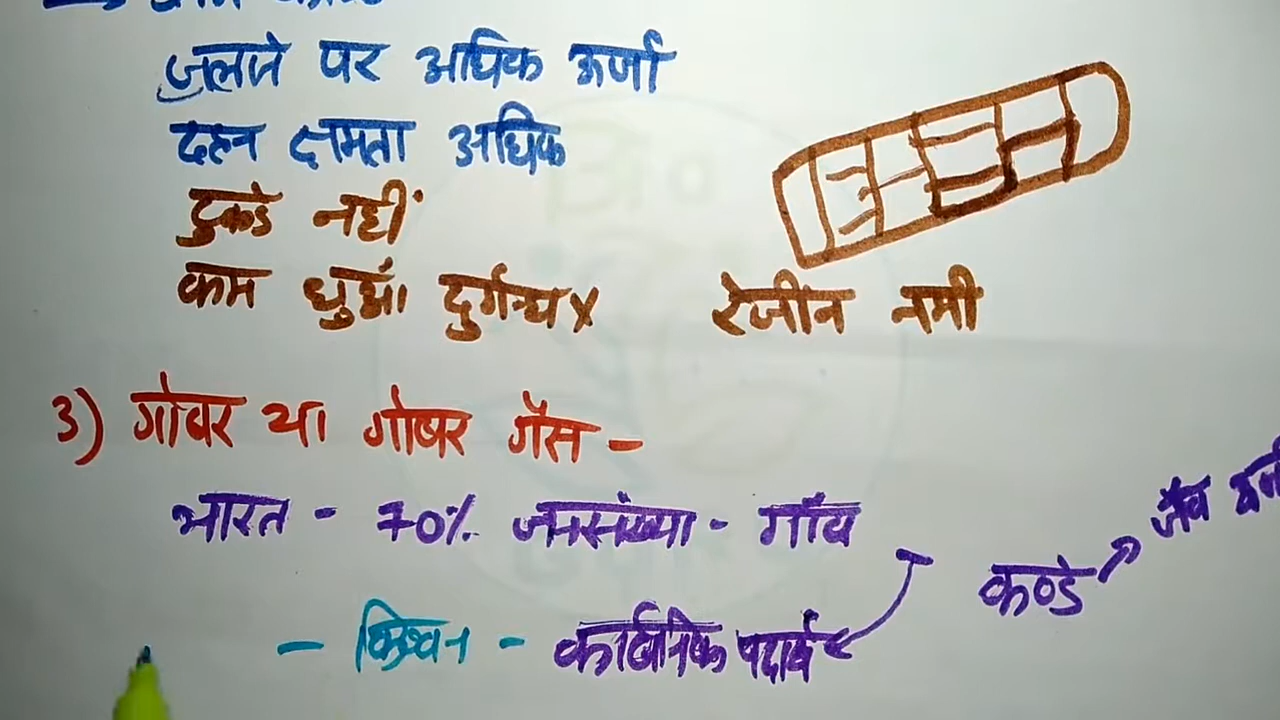 जलने पर अधिक ऊर्जा
दहन क्षमता अधिक
टुकडे नहीं
कम धुआं दुर्गन्ध x
रेजीन नमी
3) गोबर या गोबर गॅस -
भारत - 70% जनसंख्या - गाँव
कण्डे
जैव
- किण्वन - कार्बनिक पदार्थ